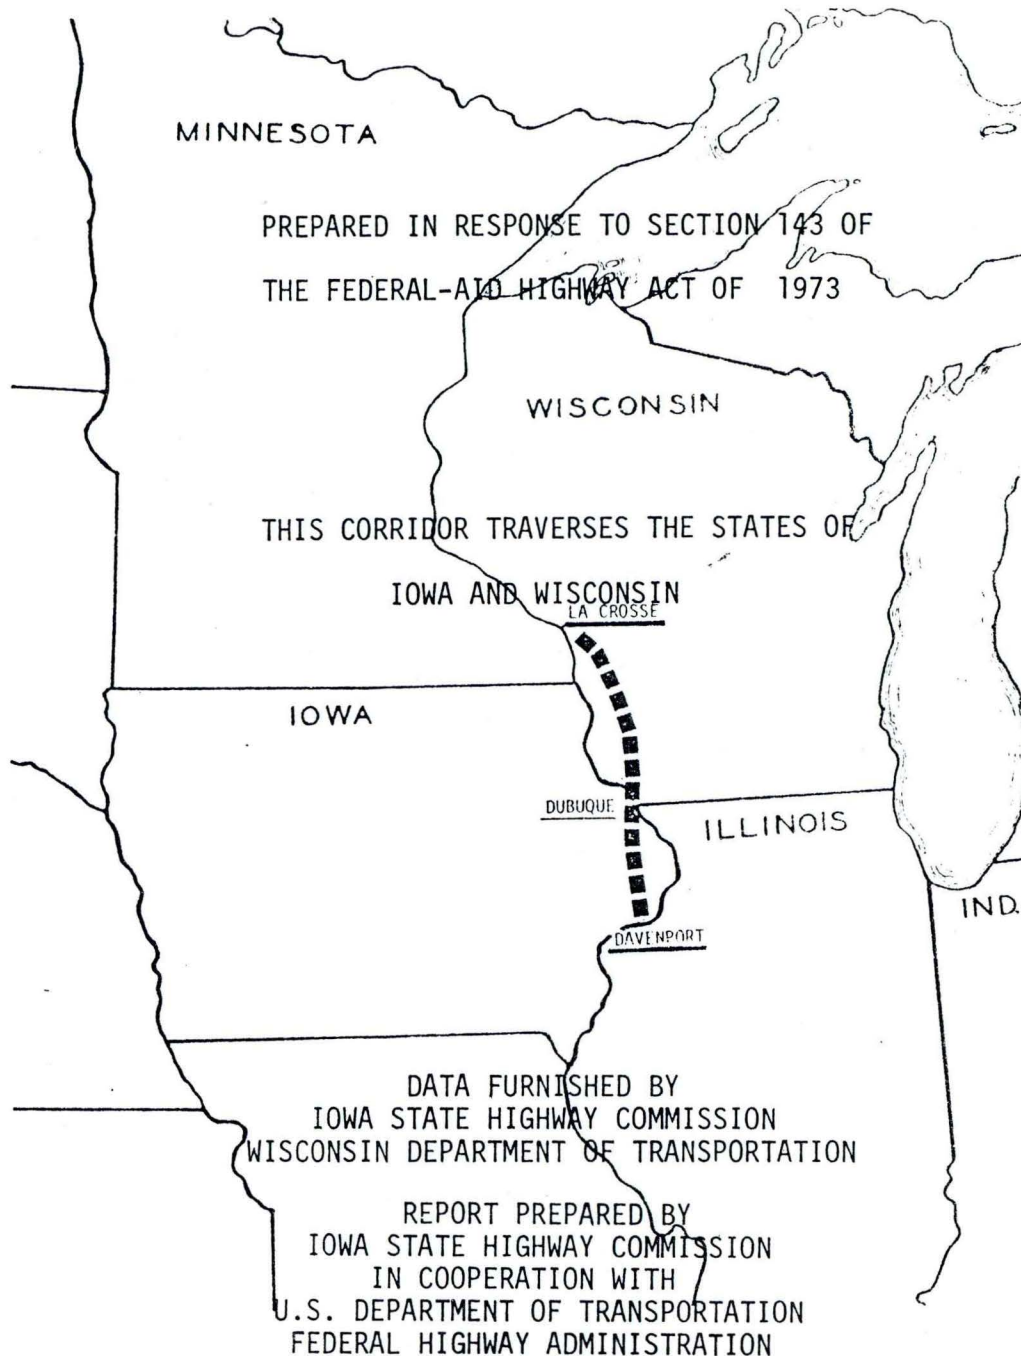 MINNESOTA
PREPARED IN RESPONSE TO SECTION 143 OF
THE FEDERAL-AID HIGHWAY ACT OF 1973
WISCONSIN
THIS CORRIDOR TRAVERSES THE STATES OF
IOWA AND WISCONSIN
LA CROSSE
IOWA
DUBUQUE
ILLINOIS
IND.
DAVENPORT
DATA FURNISHED BY
IOWA STATE HIGHWAY COMMISSION
WISCONSIN DEPARTMENT OF TRANSPORTATION
REPORT PREPARED BY
IOWA STATE HIGHWAY COMMISSION
IN COOPERATION WITH
U.S. DEPARTMENT OF TRANSPORTATION
FEDERAL HIGHWAY ADMINISTRATION